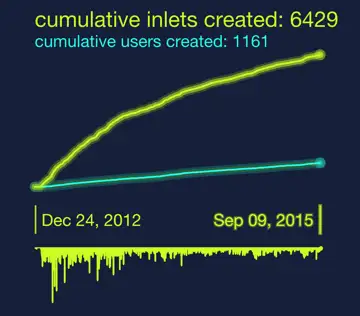 cumulative inlets created: 6429
cumulative users created: 1161
Dec 24, 2012
Sep 09, 2015